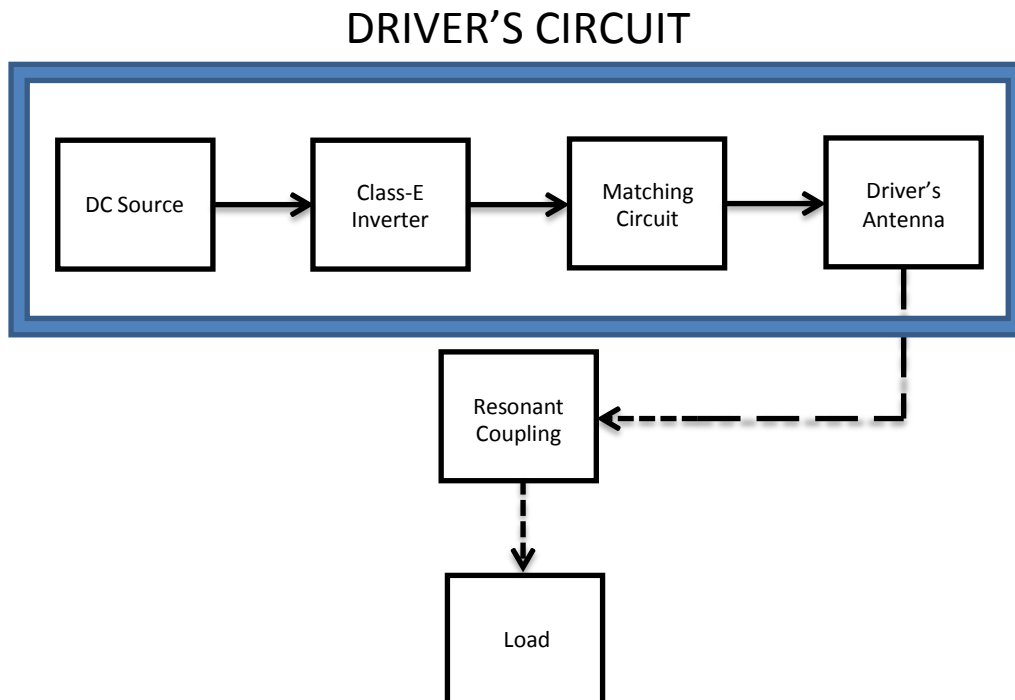 DRIVER’S CIRCUIT
DC Source
Class-E
Inverter
Matching
Circuit
Driver’s
Antenna
Resonant
Coupling
Load